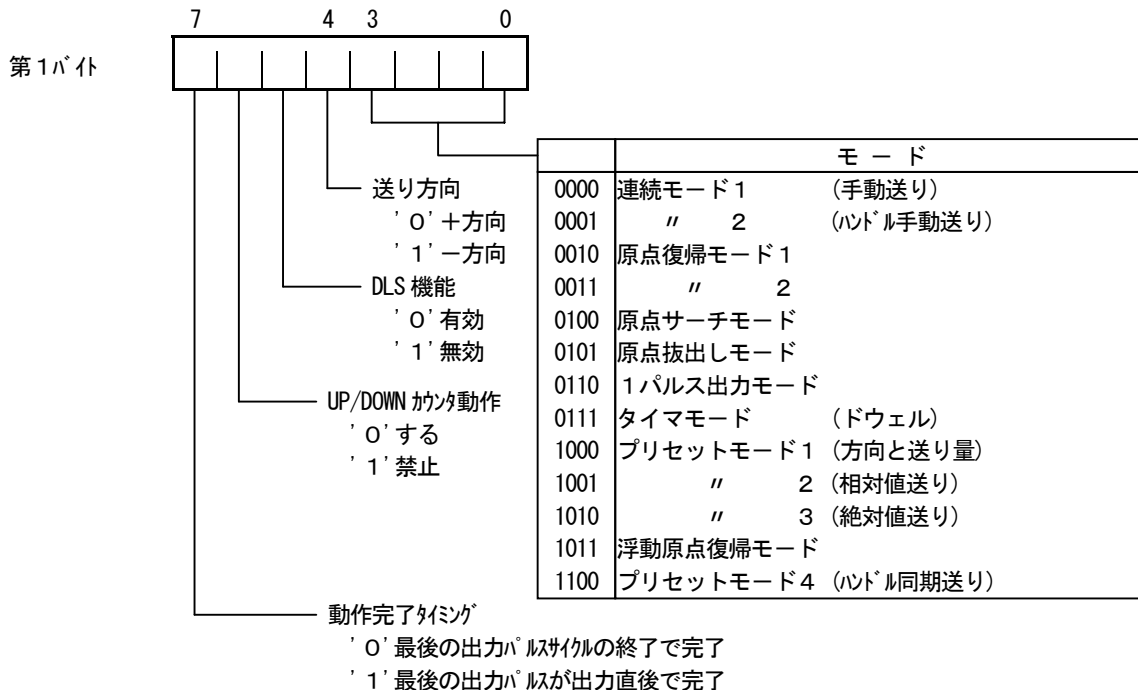 7 4 3 0
第１ﾊﾞｲﾄ
モ ー ド
0000 連続モード１ (手動送り)
0001 〃 ２ (ﾊﾝﾄﾞﾙ手動送り)
0010 原点復帰モード１
0011 〃 ２
0100 原点サーチモード
0101 原点抜出しモード
0110 １パルス出力モード
0111 タイマモード (ドウェル)
1000 プリセットモード１ (方向と送り量)
1001 〃 ２ (相対値送り)
1010 〃 ３ (絶対値送り)
1011 浮動原点復帰モード
1100 プリセットモード４ (ﾊﾝﾄﾞﾙ同期送り)
送り方向
'０'＋方向
'１'－方向
DLS機能
'０'有効
'１'無効
UP/DOWN ｶｳﾝﾀ動作
'０'する
'１'禁止
動作完了ﾀｲﾐﾝｸﾞ
'０'最後の出力ﾊﾟﾙｽｻｲｸﾙの終了で完了
'１'最後の出力ﾊﾟﾙｽが出力直後で完了